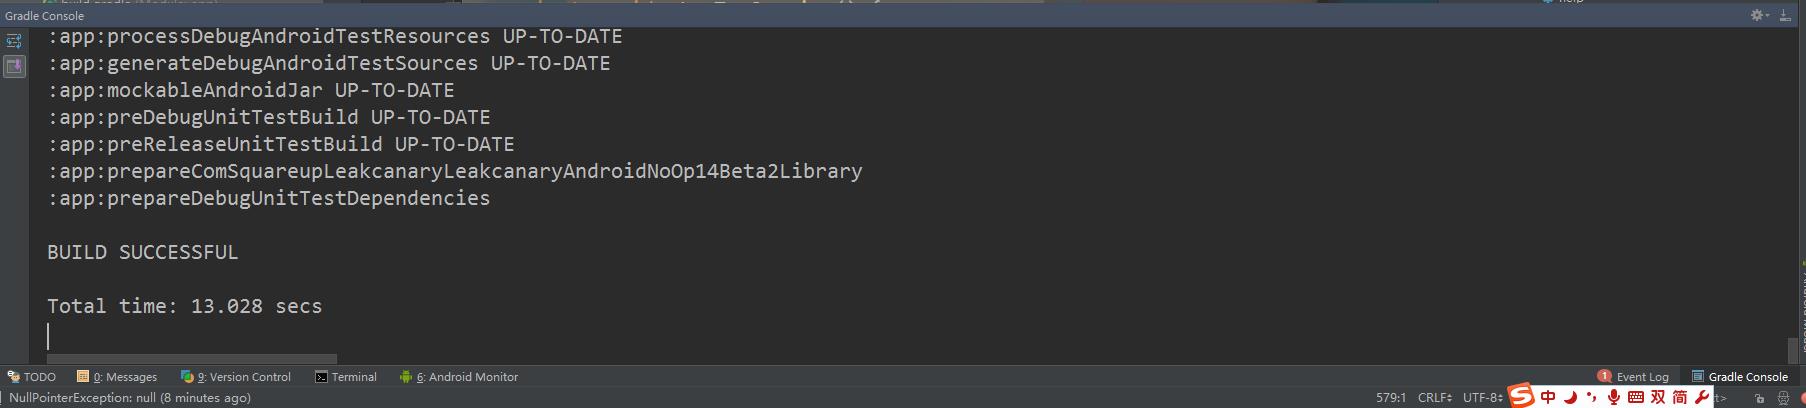 Gradle Console
:app:processDebugAndroidTestResources UP-TO-DATE
:app:generateDebugAndroidTestSources UP-TO-DATE
:app:mockableAndroidJar UP-TO-DATE
:app:preDebugUnitTestBuild UP-TO-DATE
:app:preReleaseUnitTestBuild UP-TO-DATE
:app:prepareComSquareupLeakcanaryLeakcanaryAndroidNoOp14Beta2Library
:app:prepareDebugUnitTestDependencies
BUILD SUCCESSFUL
Total time: 13.028 secs
TODO 0: Messages 9: Version Control Terminal 6: Android Monitor 1 Event Log Gradle Console
NullPointerException: null (8 minutes ago) 579:1 CRLF UTF-8 S 中 双 简